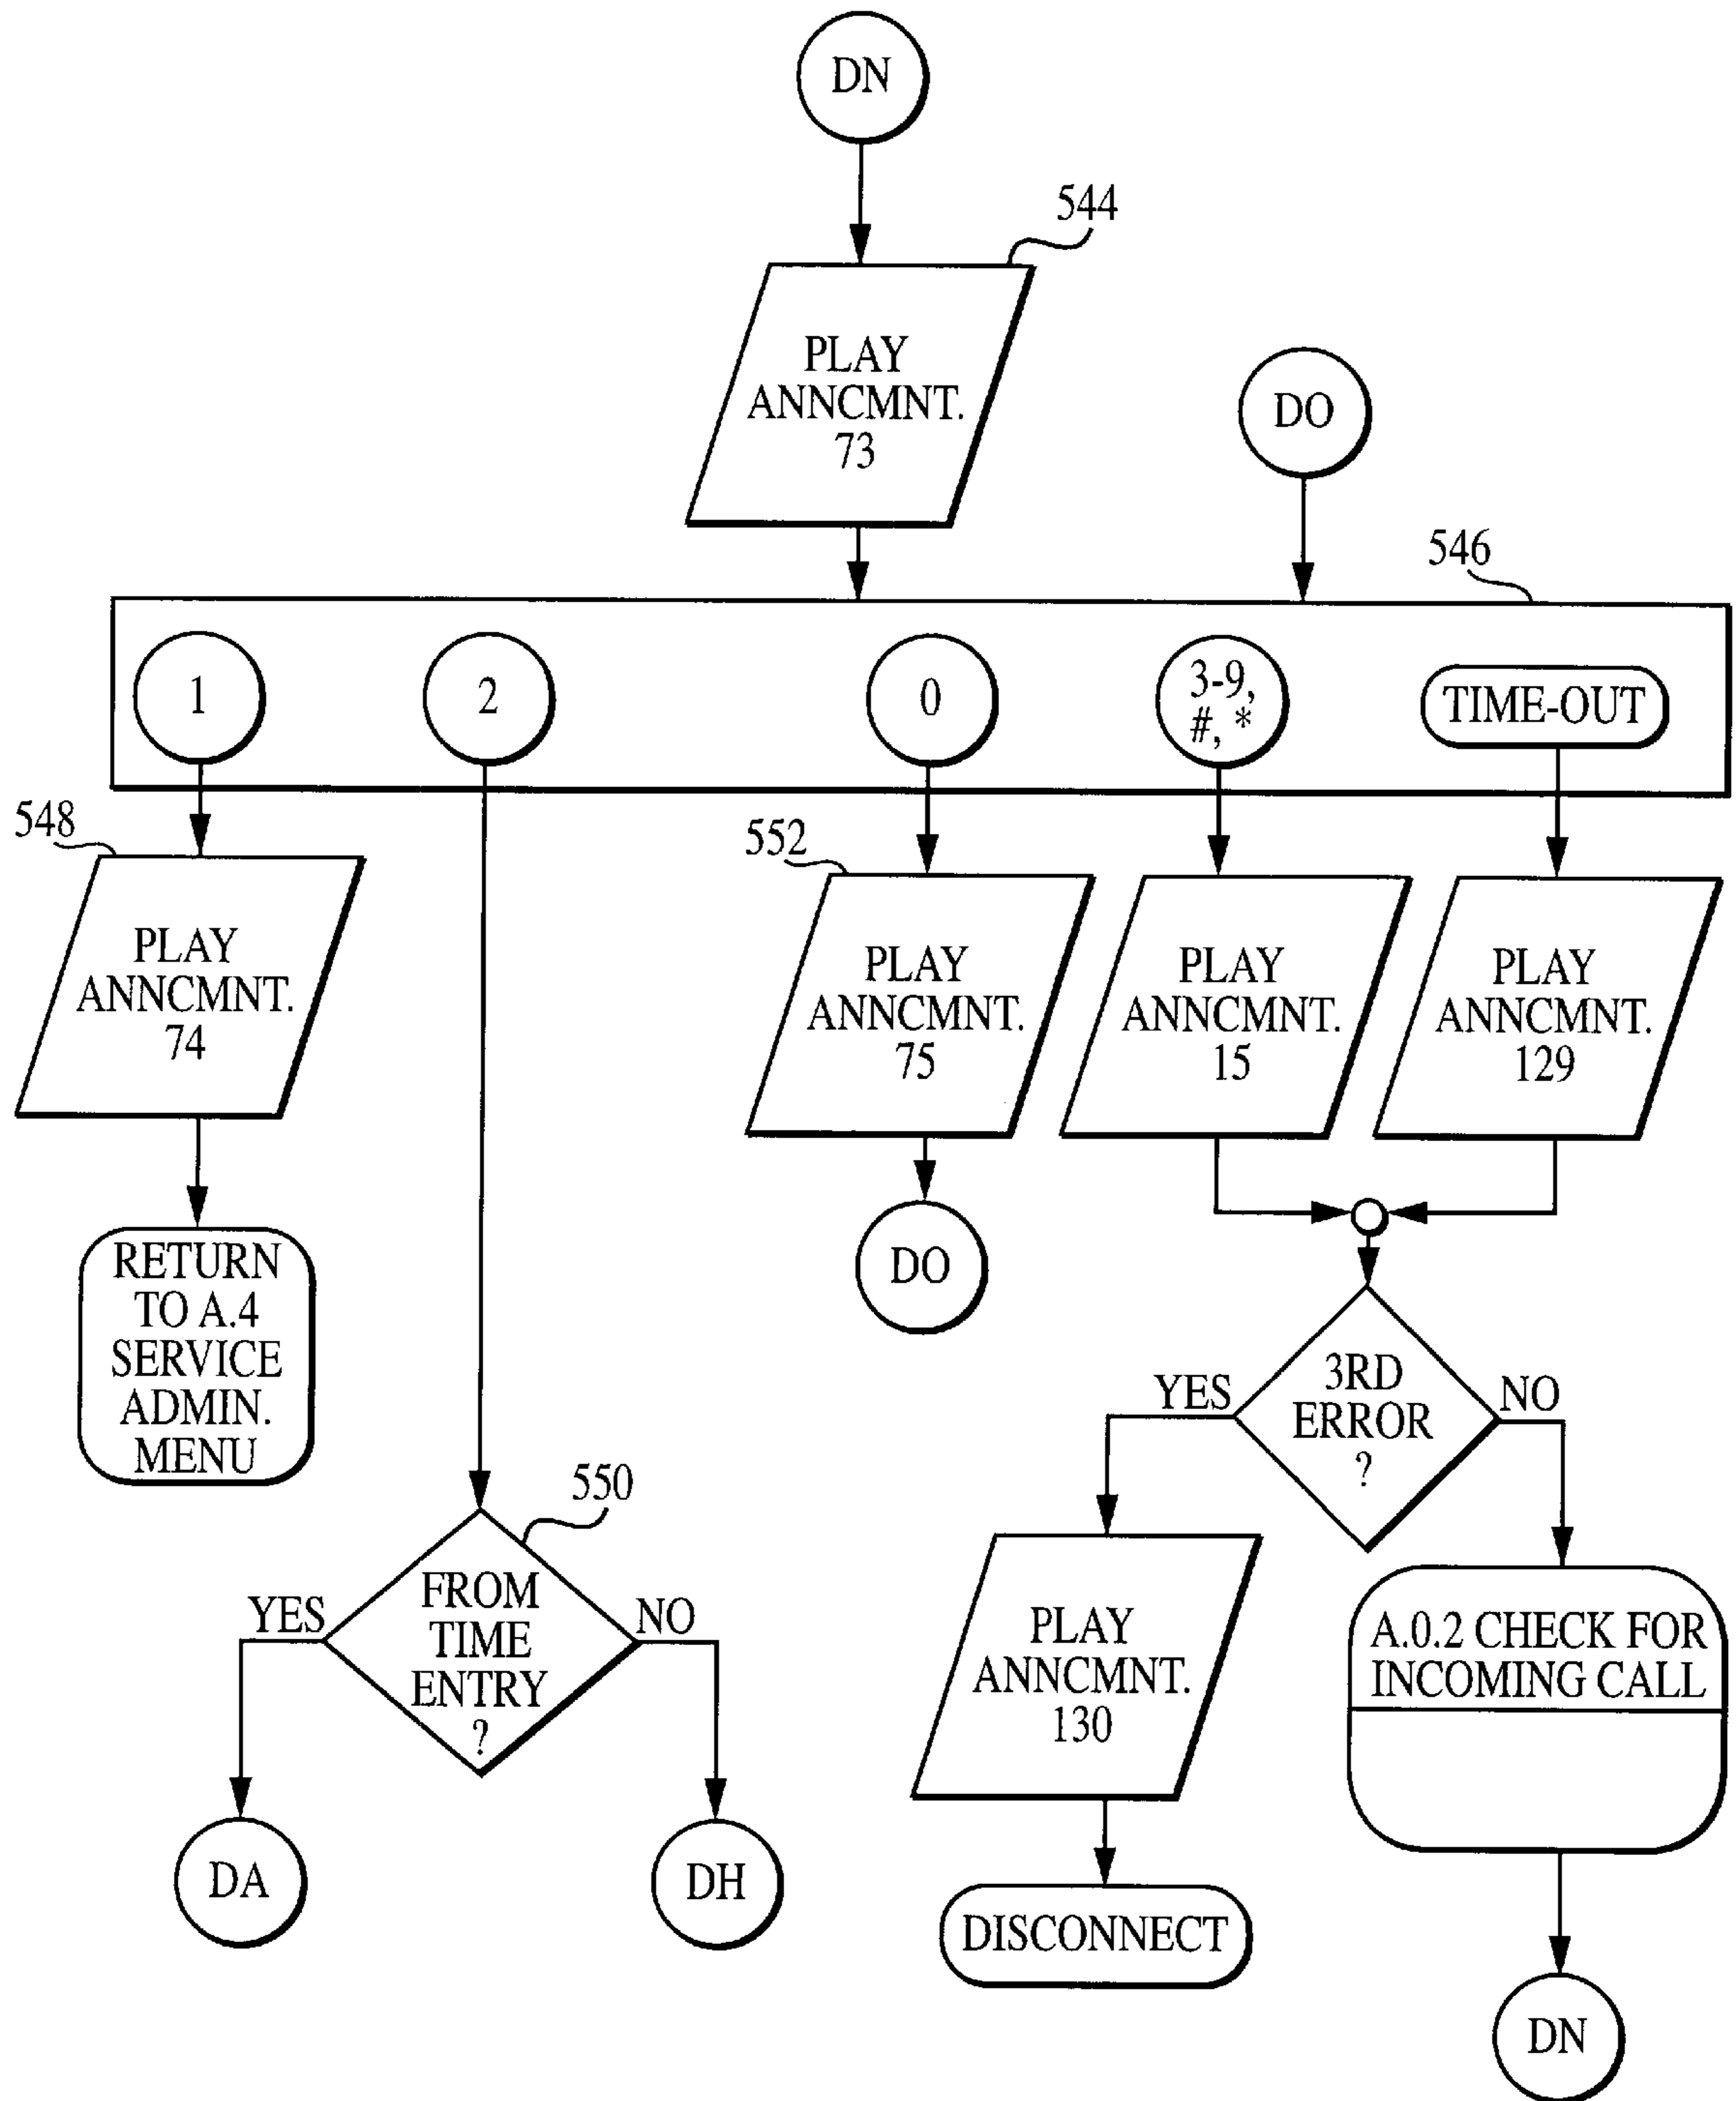 DN
544
PLAY
ANNCMNT.
73
DO
546
1
2
0
3-9,
#, *
TIME-OUT
548
PLAY
ANNCMNT.
74
552
PLAY
ANNCMNT.
75
PLAY
ANNCMNT.
15
PLAY
ANNCMNT.
129
RETURN
TO A.4
SERVICE
ADMIN.
MENU
DO
YES
3RD
ERROR
?
NO
550
YES
FROM
TIME
ENTRY
?
NO
PLAY
ANNCMNT.
130
A.0.2 CHECK FOR
INCOMING CALL
DA
DH
DISCONNECT
DN